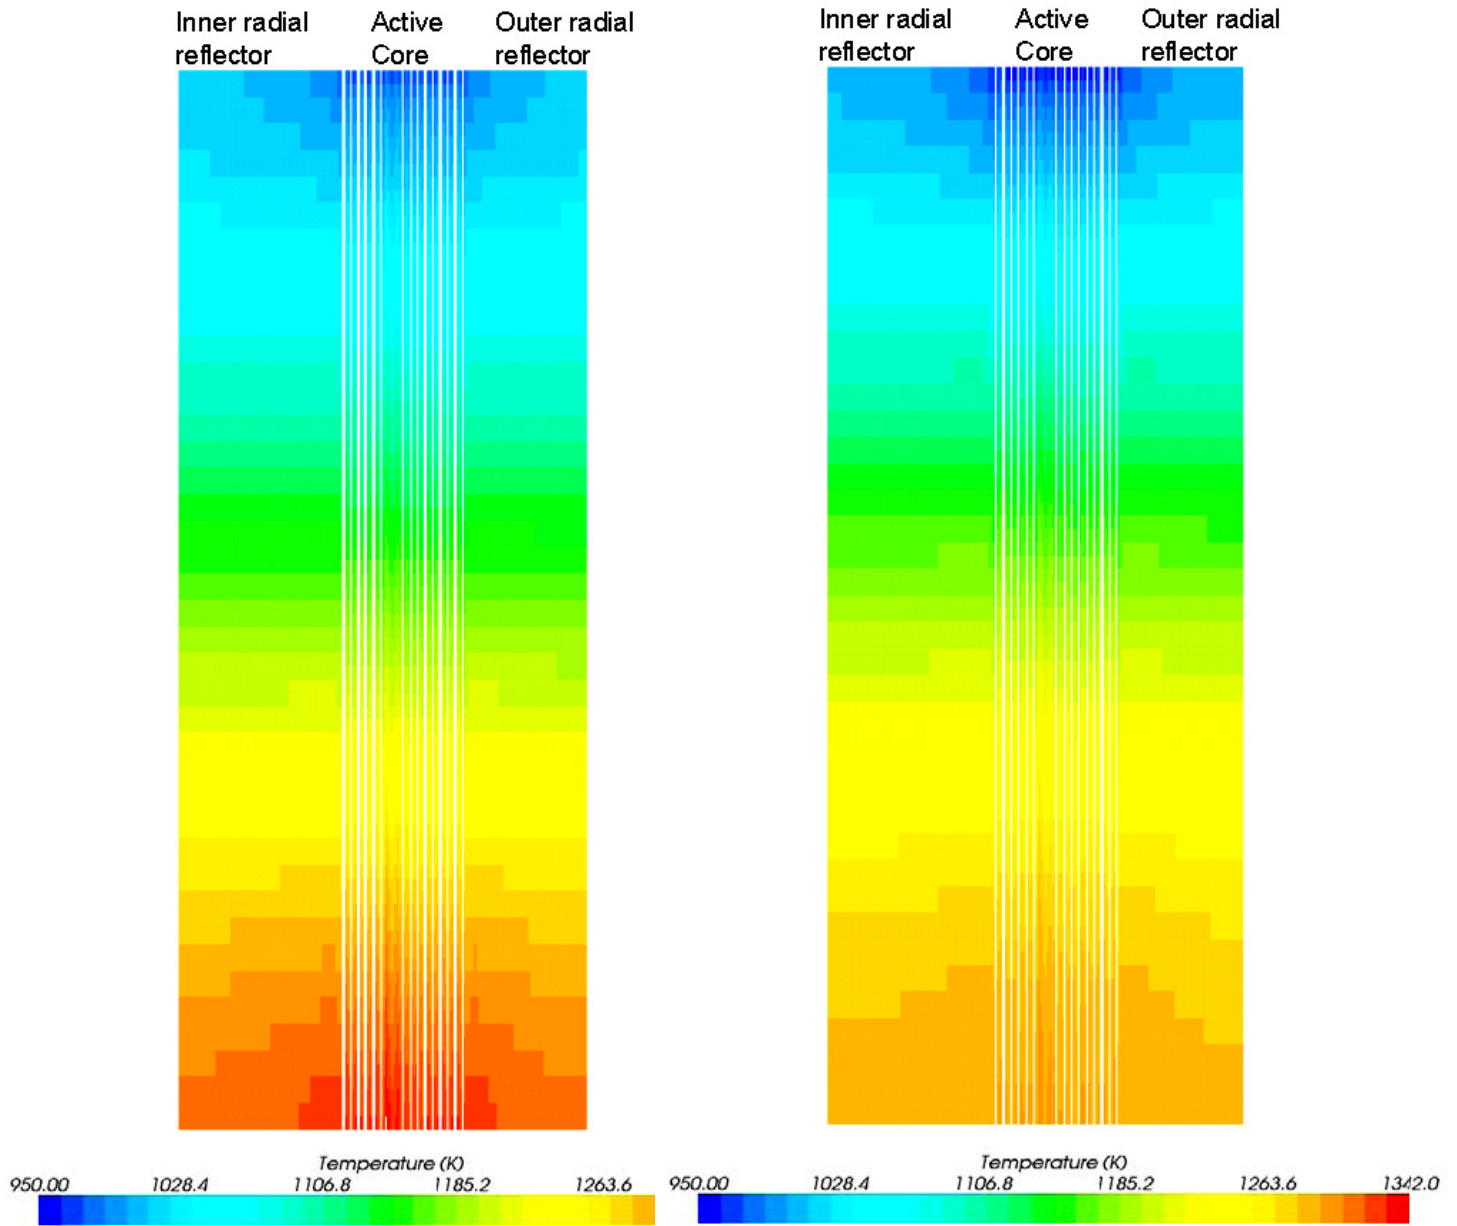 Inner radial reflector
Active Core
Outer radial reflector
Inner radial reflector
Active Core
Outer radial reflector
Temperature (K)
950.00 1028.4 1106.8 1185.2 1263.6
Temperature (K)
950.00 1028.4 1106.8 1185.2 1263.6 1342.0